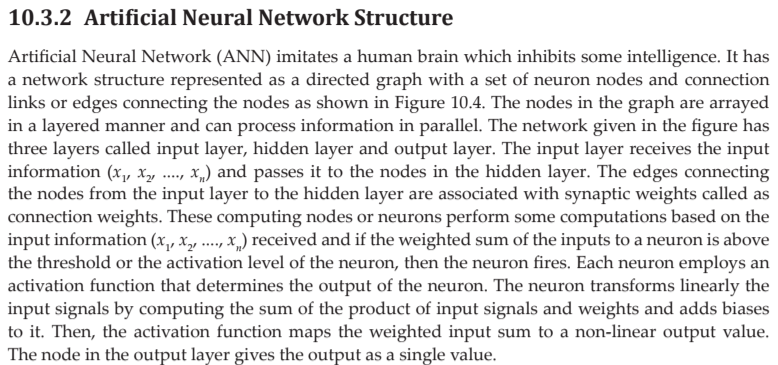 10.3.2 Artificial Neural Network Structure
Artificial Neural Network (ANN) imitates a human brain which inhibits some intelligence. It has
a network structure represented as a directed graph with a set of neuron nodes and connection
links or edges connecting the nodes as shown in Figure 10.4. The nodes in the graph are arrayed
in a layered manner and can process information in parallel. The network given in the figure has
three layers called input layer, hidden layer and output layer. The input layer receives the input
information (x₁, x₂, ...., xₙ) and passes it to the nodes in the hidden layer. The edges connecting
the nodes from the input layer to the hidden layer are associated with synaptic weights called as
connection weights. These computing nodes or neurons perform some computations based on the
input information (x₁, x₂, ...., xₙ) received and if the weighted sum of the inputs to a neuron is above
the threshold or the activation level of the neuron, then the neuron fires. Each neuron employs an
activation function that determines the output of the neuron. The neuron transforms linearly the
input signals by computing the sum of the product of input signals and weights and adds biases
to it. Then, the activation function maps the weighted input sum to a non-linear output value.
The node in the output layer gives the output as a single value.